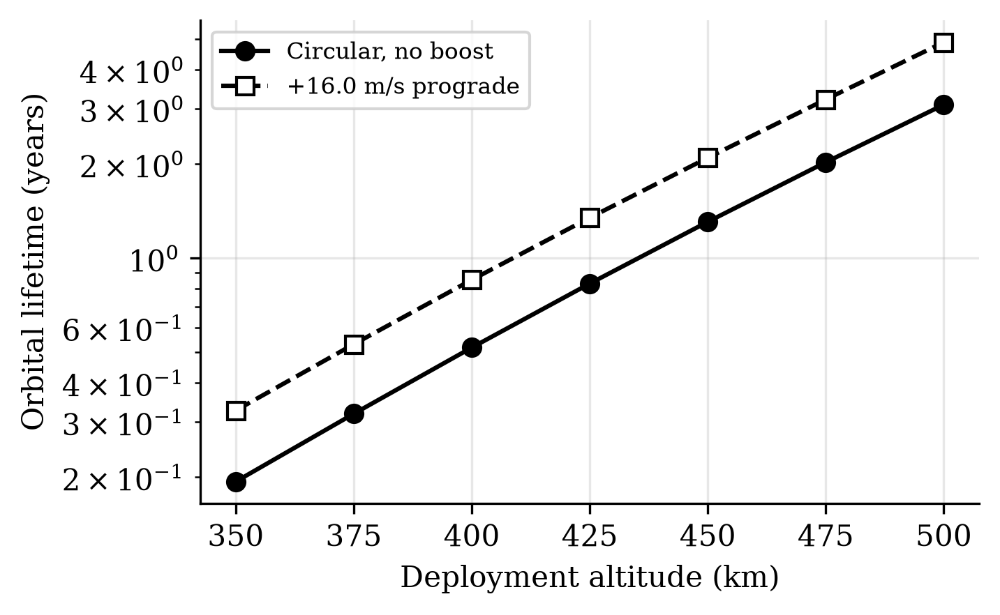 Circular, no boost
+16.0 m/s prograde
Orbital lifetime (years)
4 × 10⁰
3 × 10⁰
2 × 10⁰
10⁰
6 × 10⁻¹
4 × 10⁻¹
3 × 10⁻¹
2 × 10⁻¹
350 375 400 425 450 475 500
Deployment altitude (km)